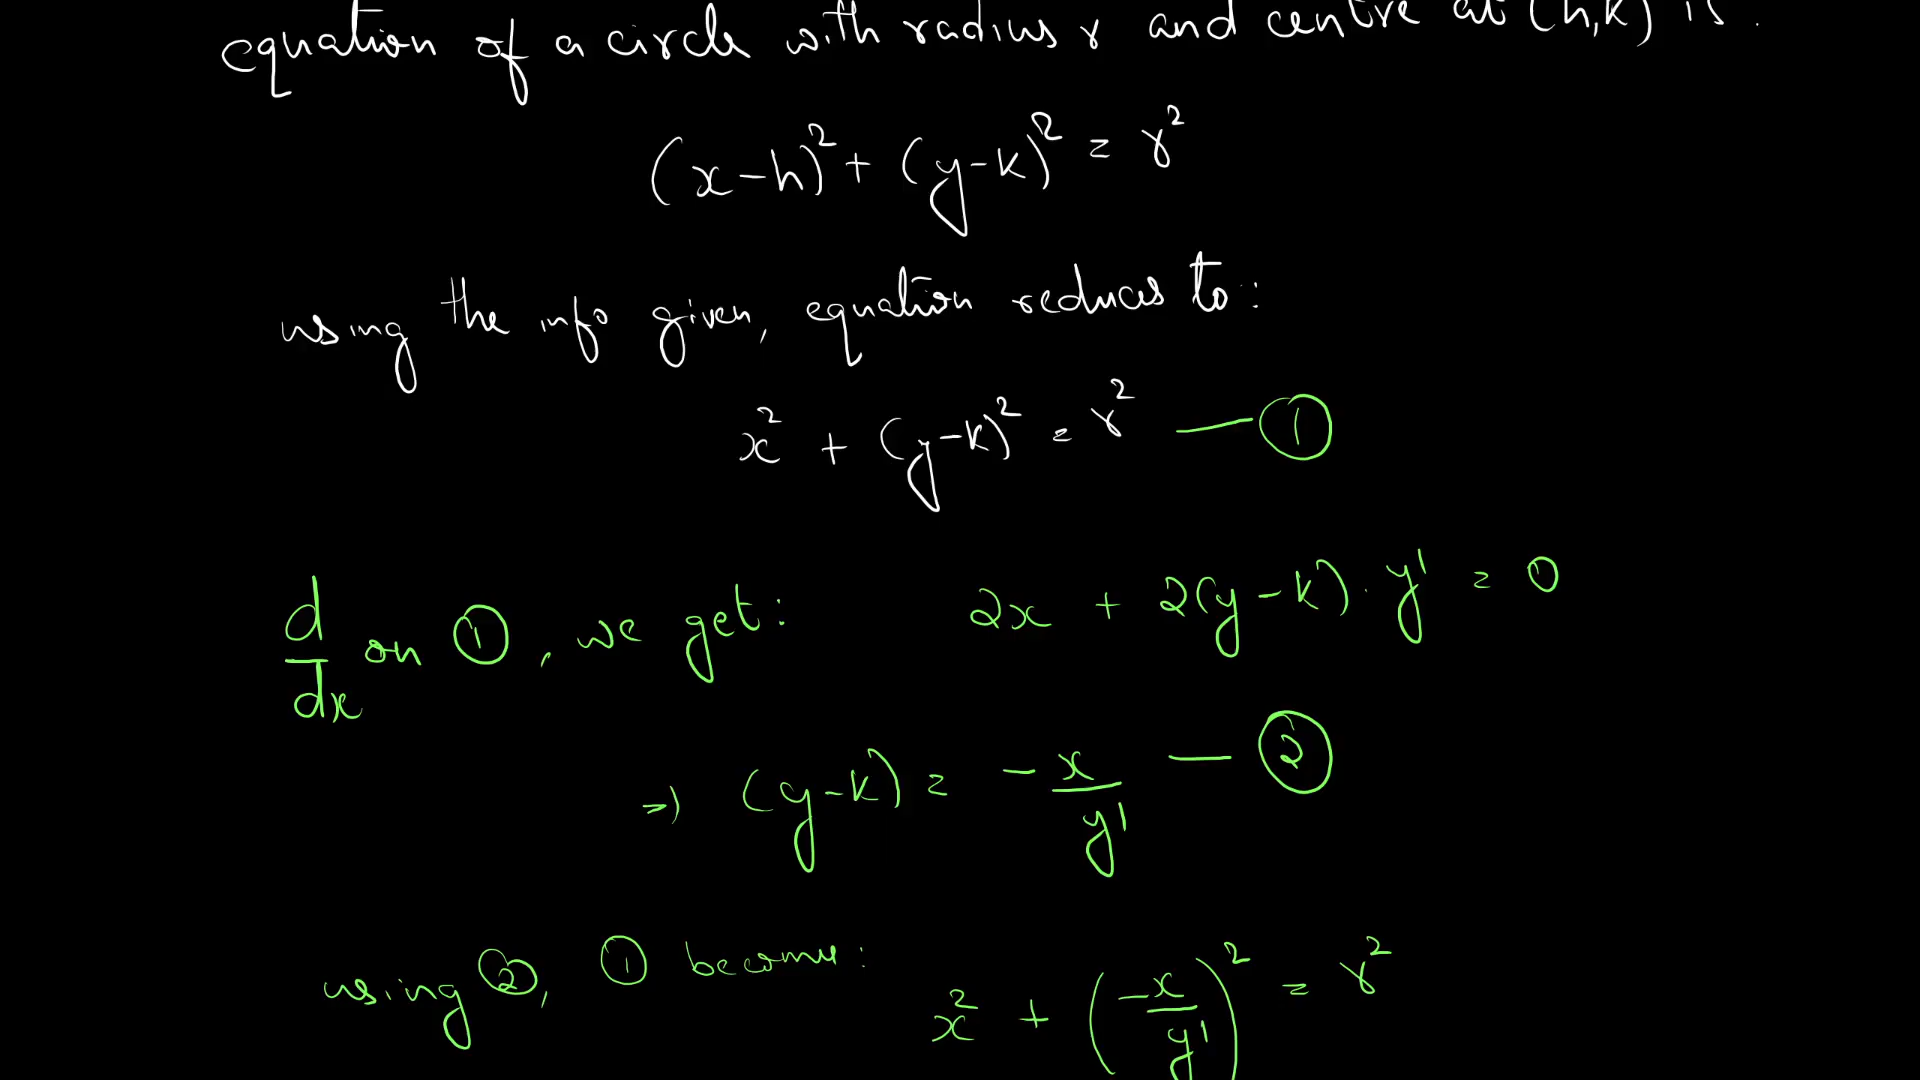 equation of a circle with radius r and centre at (h,k) is.
(x-h)² + (y-k)² = r²
using the info given, equation reduces to:
x² + (y-k)² = r² — ①
d/dx on ①, we get: 2x + 2(y-k).y' = 0
=) (y-k) = -x/y' — ②
using ②, ① becomes: x² + (-x/y')² = r²